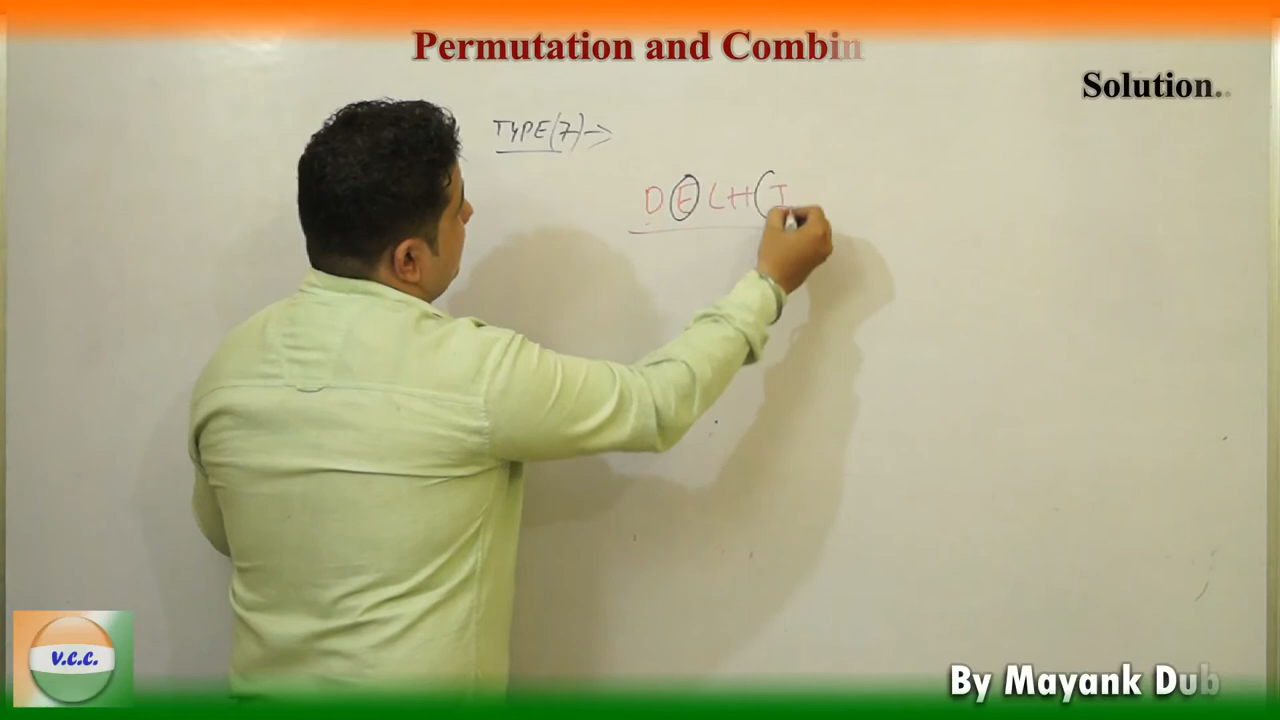 Permutation and Combin
Solution..
TYPE(7)→
DELHI
V.C.C.
By Mayank Dub